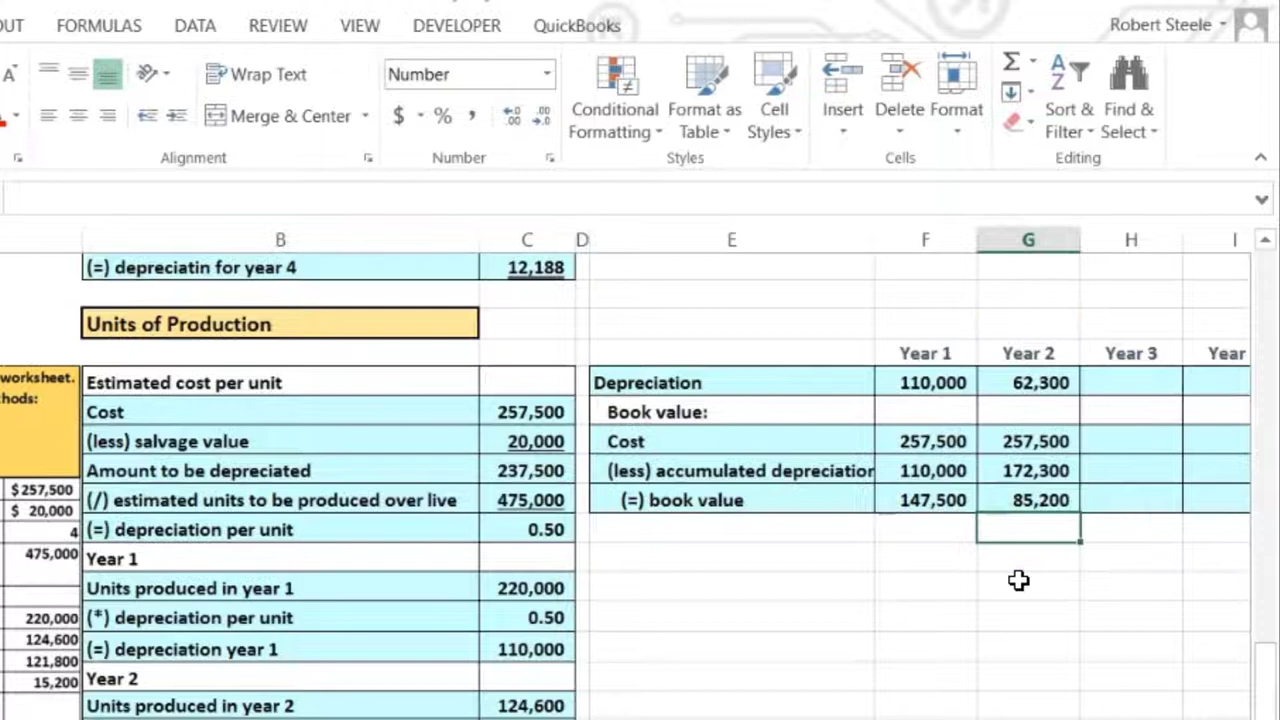 OUT FORMULAS DATA REVIEW VIEW DEVELOPER QuickBooks Robert Steele
A Wrap Text Number Conditional Formatting Format as Table Cell Styles Insert Delete Format Sort & Filter Find & Select
Merge & Center $ % ,
Alignment Number Styles Cells Editing
B C D E F G H I
(=) depreciatin for year 4 12,188
Units of Production
Year 1 Year 2 Year 3 Year
worksheet. Estimated cost per unit Depreciation 110,000 62,300
hods: Cost 257,500 Book value:
(less) salvage value 20,000 Cost 257,500 257,500
Amount to be depreciated 237,500 (less) accumulated depreciation 110,000 172,300
$257,500 (/) estimated units to be produced over live 475,000 (=) book value 147,500 85,200
$ 20,000
4 (=) depreciation per unit 0.50
475,000 Year 1
Units produced in year 1 220,000
220,000 (*) depreciation per unit 0.50
124,600 (=) depreciation year 1 110,000
121,800
15,200 Year 2
Units produced in year 2 124,600